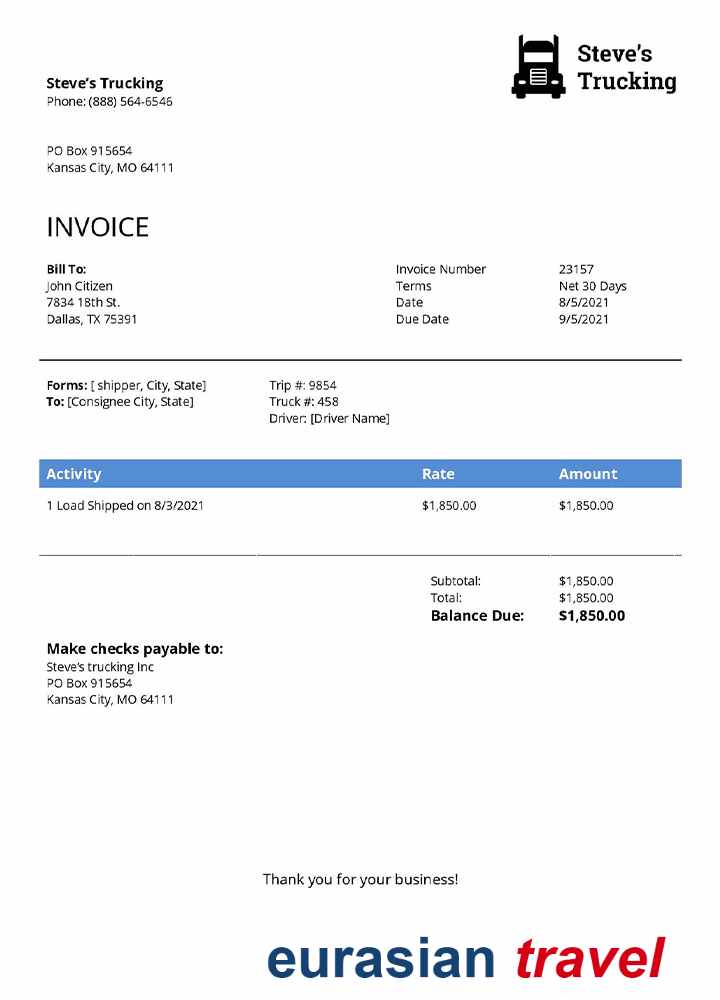 Steve's
Trucking
Steve's Trucking
Phone: (888) 564-6546
PO Box 915654
Kansas City, MO 64111
INVOICE
Bill To:
John Citizen
7834 18th St.
Dallas, TX 75391
Invoice Number 23157
Terms Net 30 Days
Date 8/5/2021
Due Date 9/5/2021
Forms: [ shipper, City, State]
To: [Consignee City, State]
Trip #: 9854
Truck #: 458
Driver: [Driver Name]
Activity Rate Amount
1 Load Shipped on 8/3/2021 $1,850.00 $1,850.00
Subtotal: $1,850.00
Total: $1,850.00
Balance Due: $1,850.00
Make checks payable to:
Steve's trucking Inc
PO Box 915654
Kansas City, MO 64111
Thank you for your business!
eurasian travel